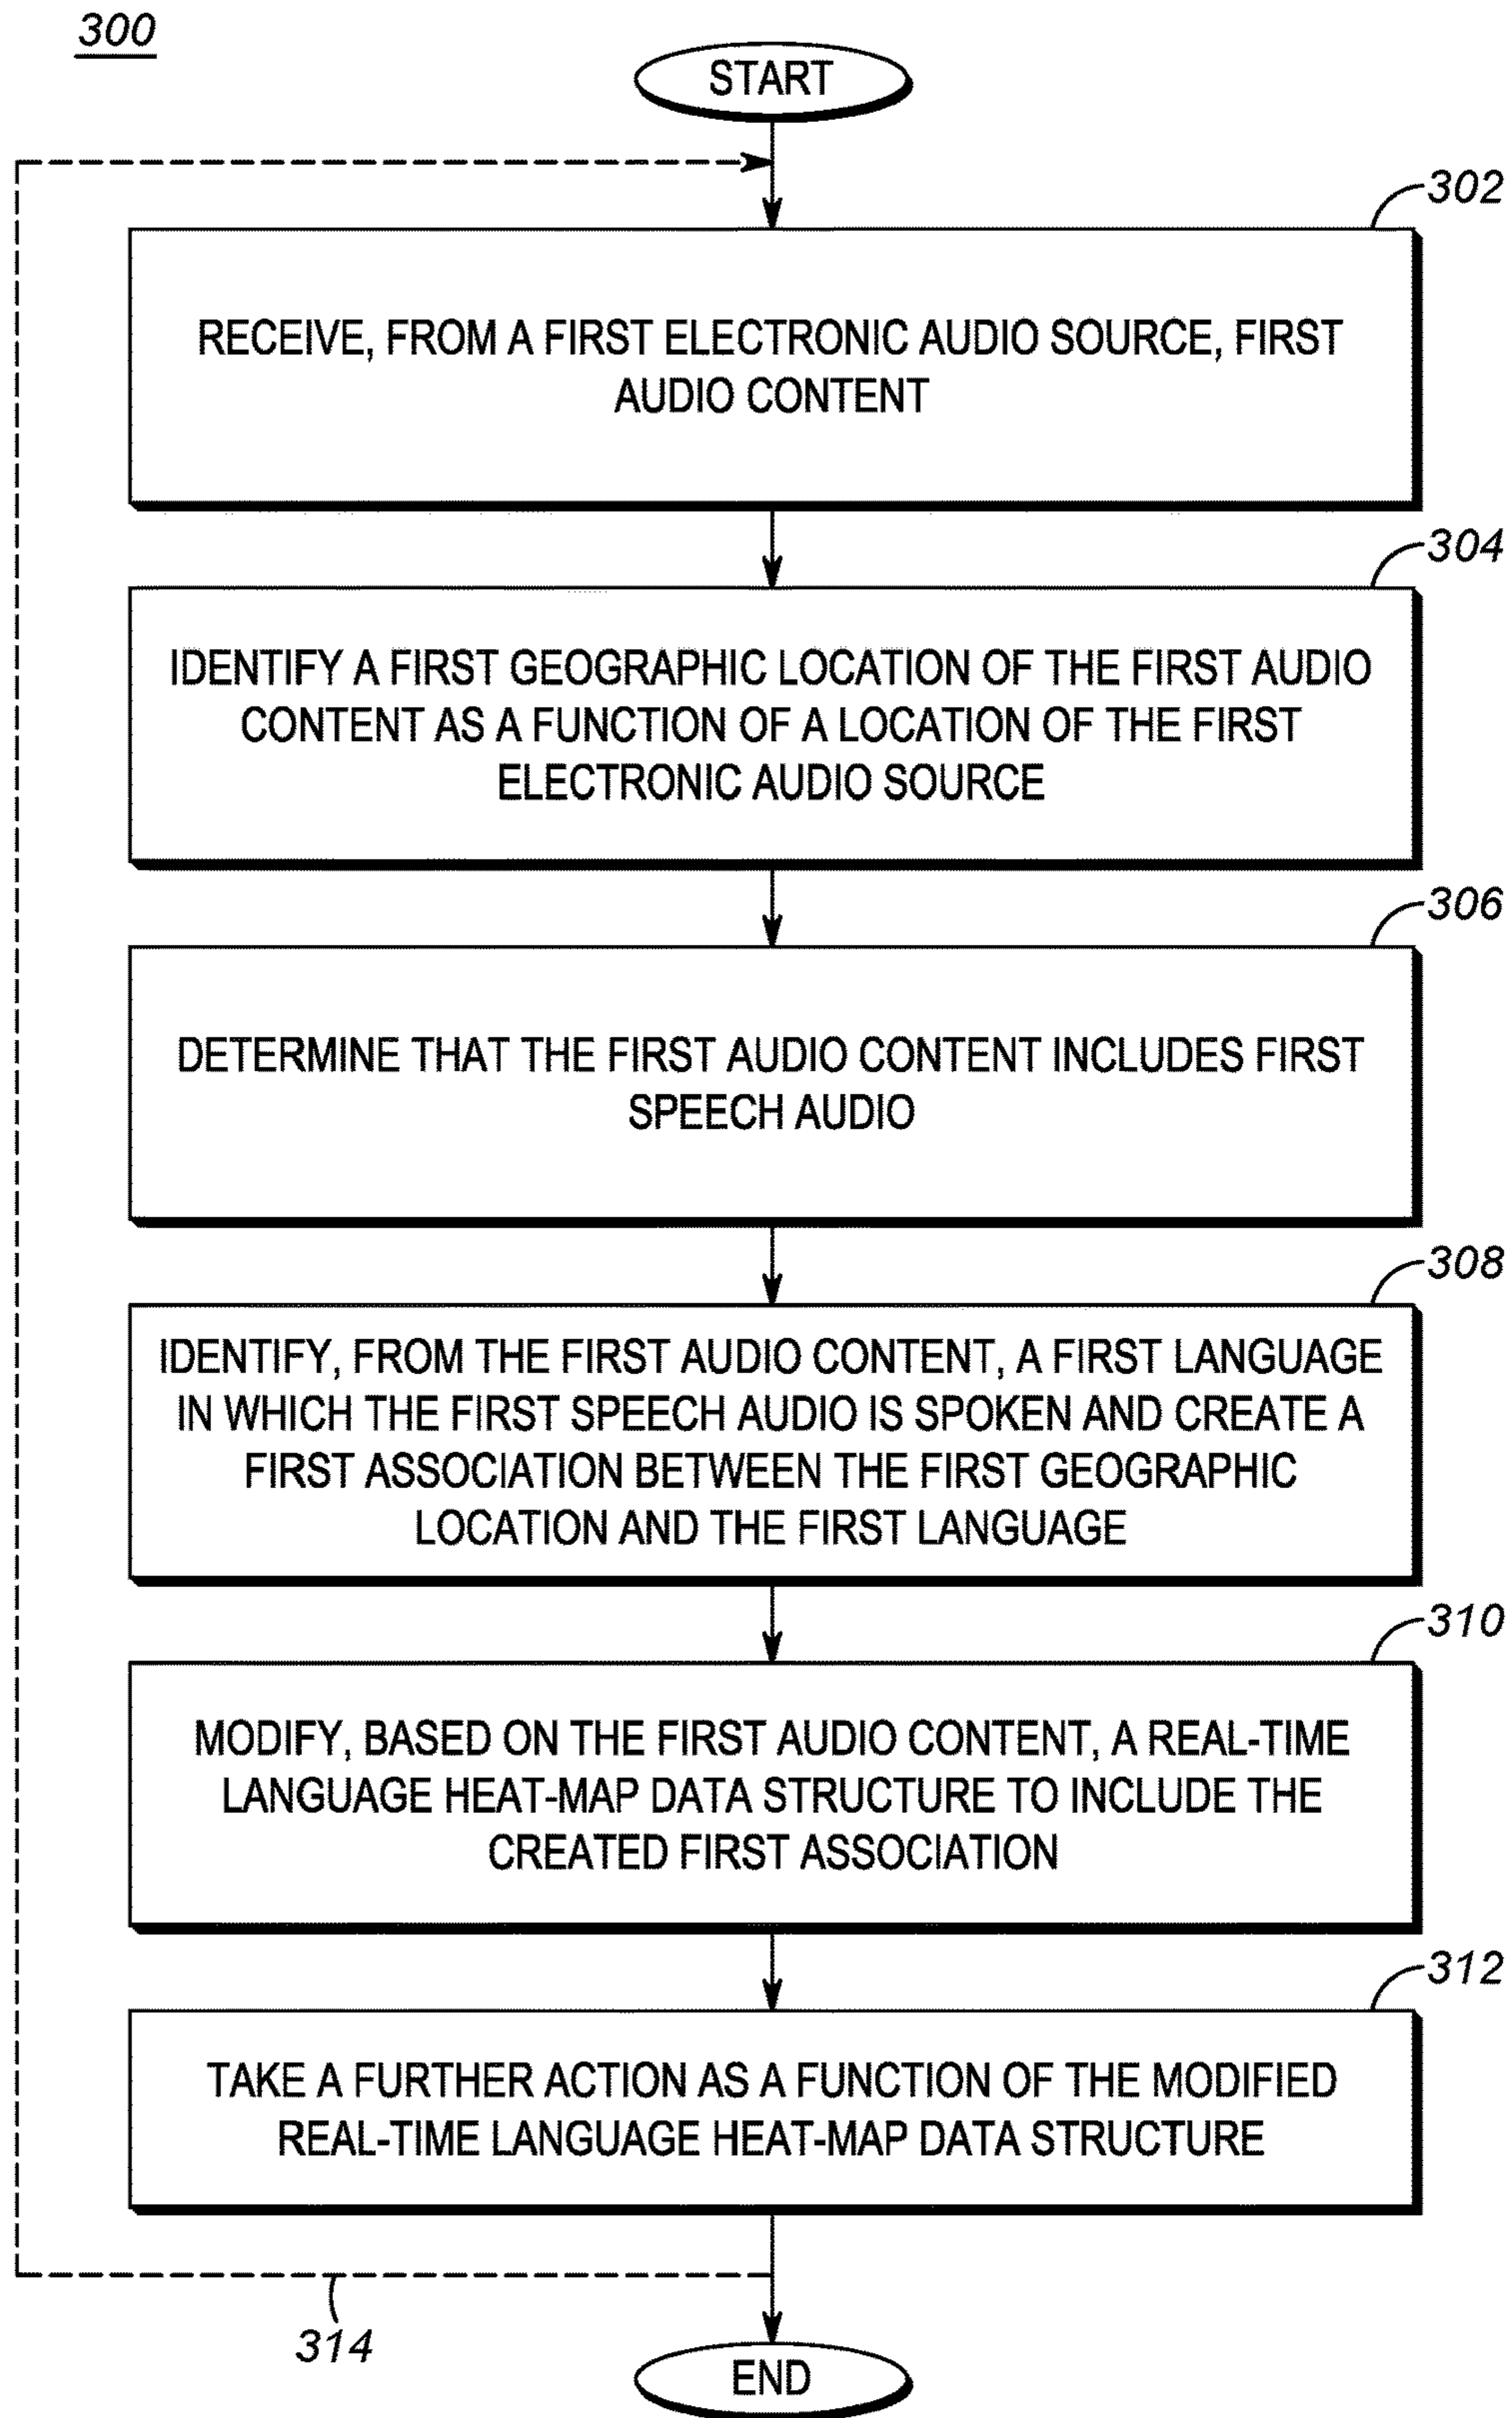 300
START
302
RECEIVE, FROM A FIRST ELECTRONIC AUDIO SOURCE, FIRST
AUDIO CONTENT
304
IDENTIFY A FIRST GEOGRAPHIC LOCATION OF THE FIRST AUDIO
CONTENT AS A FUNCTION OF A LOCATION OF THE FIRST
ELECTRONIC AUDIO SOURCE
306
DETERMINE THAT THE FIRST AUDIO CONTENT INCLUDES FIRST
SPEECH AUDIO
308
IDENTIFY, FROM THE FIRST AUDIO CONTENT, A FIRST LANGUAGE
IN WHICH THE FIRST SPEECH AUDIO IS SPOKEN AND CREATE A
FIRST ASSOCIATION BETWEEN THE FIRST GEOGRAPHIC
LOCATION AND THE FIRST LANGUAGE
310
MODIFY, BASED ON THE FIRST AUDIO CONTENT, A REAL-TIME
LANGUAGE HEAT-MAP DATA STRUCTURE TO INCLUDE THE
CREATED FIRST ASSOCIATION
312
TAKE A FURTHER ACTION AS A FUNCTION OF THE MODIFIED
REAL-TIME LANGUAGE HEAT-MAP DATA STRUCTURE
314
END